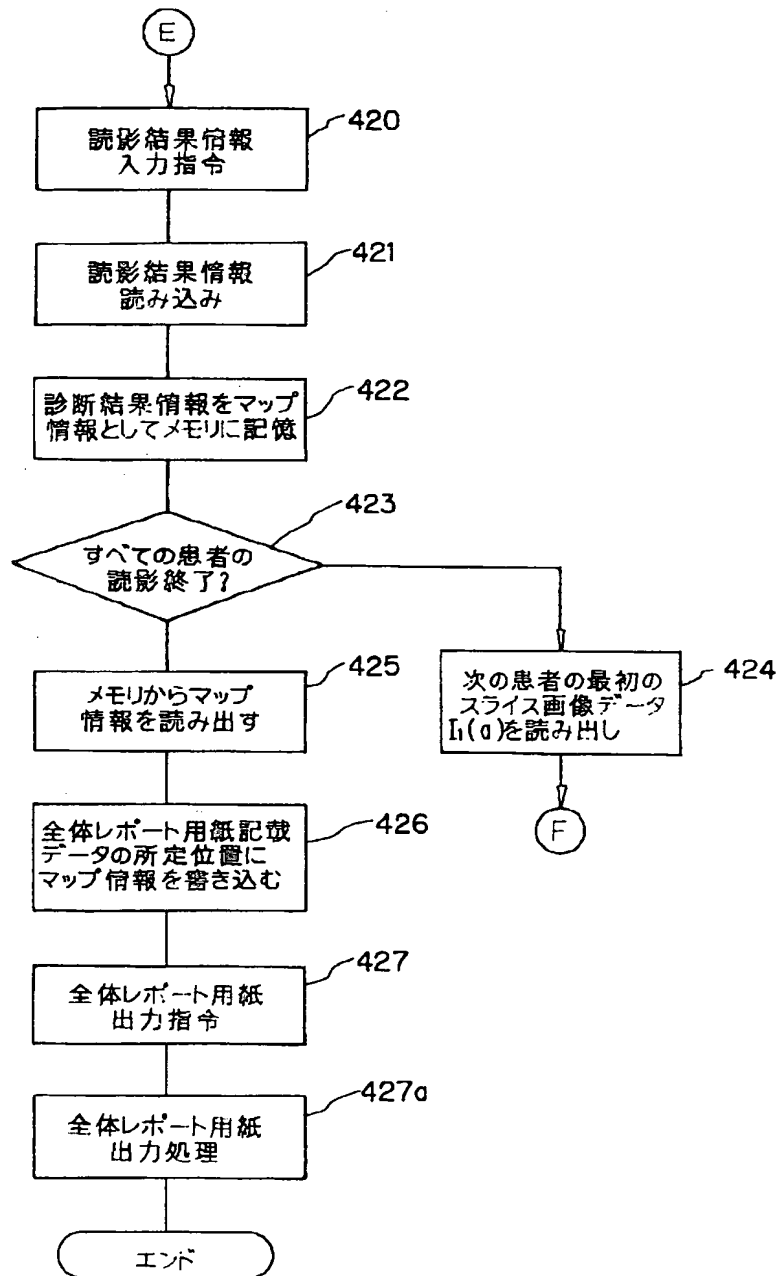 E
420
読影結果情報
入力指令
421
読影結果情報
読み込み
422
診断結果情報をマップ
情報としてメモリに記憶
423
すべての患者の
読影終了?
425
メモリからマップ
情報を読み出す
424
次の患者の最初の
スライス画像データ
I₁(a)を読み出し
F
426
全体レポート用紙記載
データの所定位置に
マップ情報を書き込む
427
全体レポート用紙
出力指令
427a
全体レポート用紙
出力処理
エンド